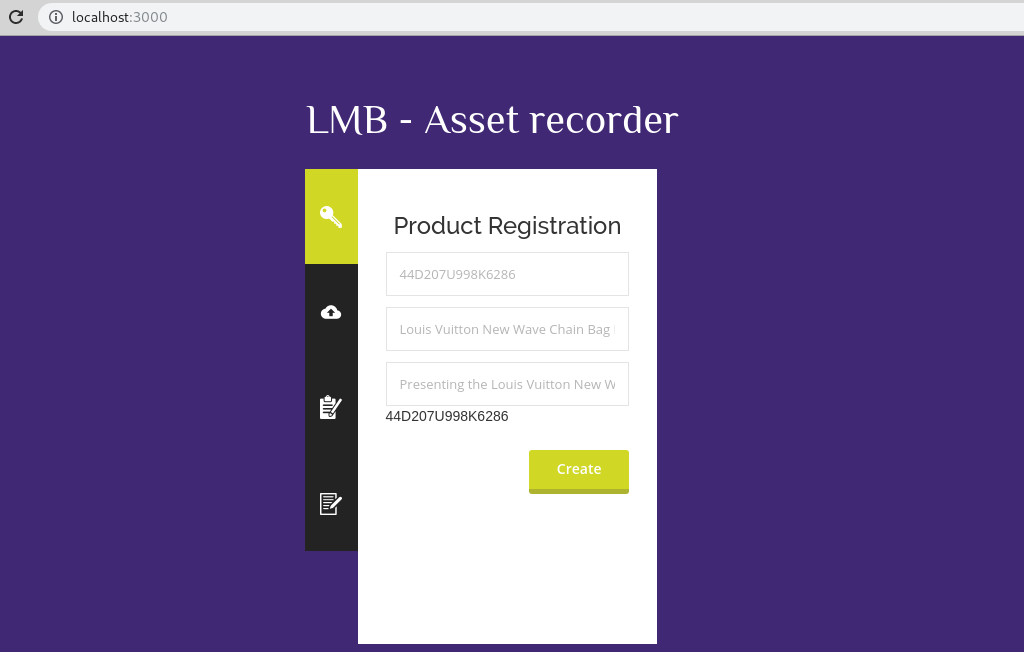 localhost:3000
LMB - Asset recorder
Product Registration
44D207U998K6286
Louis Vuitton New Wave Chain Bag
Presenting the Louis Vuitton New W
44D207U998K6286
Create